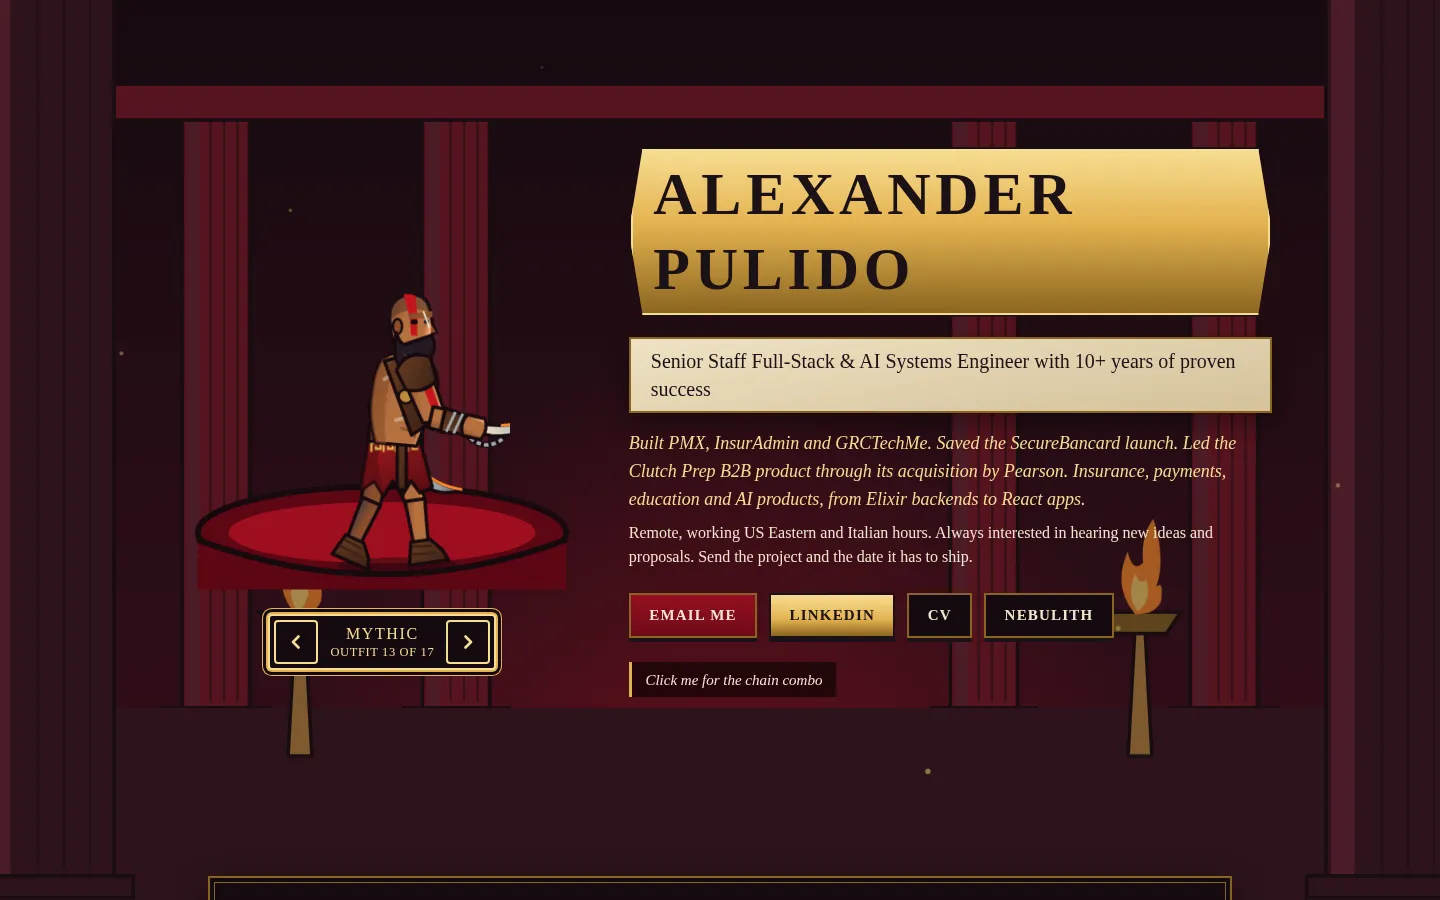 ALEXANDER
PULIDO
Senior Staff Full-Stack & AI Systems Engineer with 10+ years of proven
success
Built PMX, InsurAdmin and GRCTechMe. Saved the SecureBancard launch. Led the
Clutch Prep B2B product through its acquisition by Pearson. Insurance, payments,
education and AI products, from Elixir backends to React apps.
Remote, working US Eastern and Italian hours. Always interested in hearing new ideas and
proposals. Send the project and the date it has to ship.
EMAIL ME LINKEDIN CV NEBULITH
MYTHIC
OUTFIT 13 OF 17
Click me for the chain combo